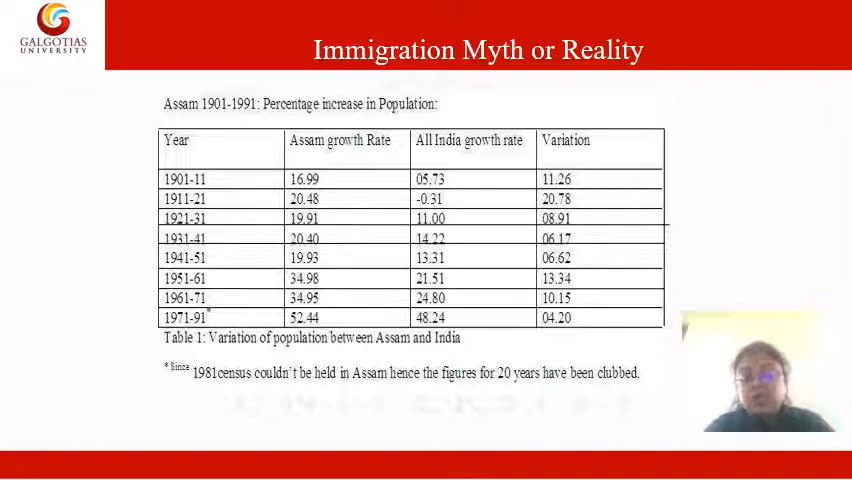 GALGOTIAS
UNIVERSITY
Immigration Myth or Reality
Assam 1901-1991: Percentage increase in Population:
Year Assam growth Rate All India growth rate Variation
1901-11 16.99 05.73 11.26
1911-21 20.48 -0.31 20.78
1921-31 19.91 11.00 08.91
1931-41 20.40 14.22 06.17
1941-51 19.93 13.31 06.62
1951-61 34.98 21.51 13.34
1961-71 34.95 24.80 10.15
1971-91* 52.44 48.24 04.20
Table 1: Variation of population between Assam and India
* Since 1981census couldn't be held in Assam hence the figures for 20 years have been clubbed.